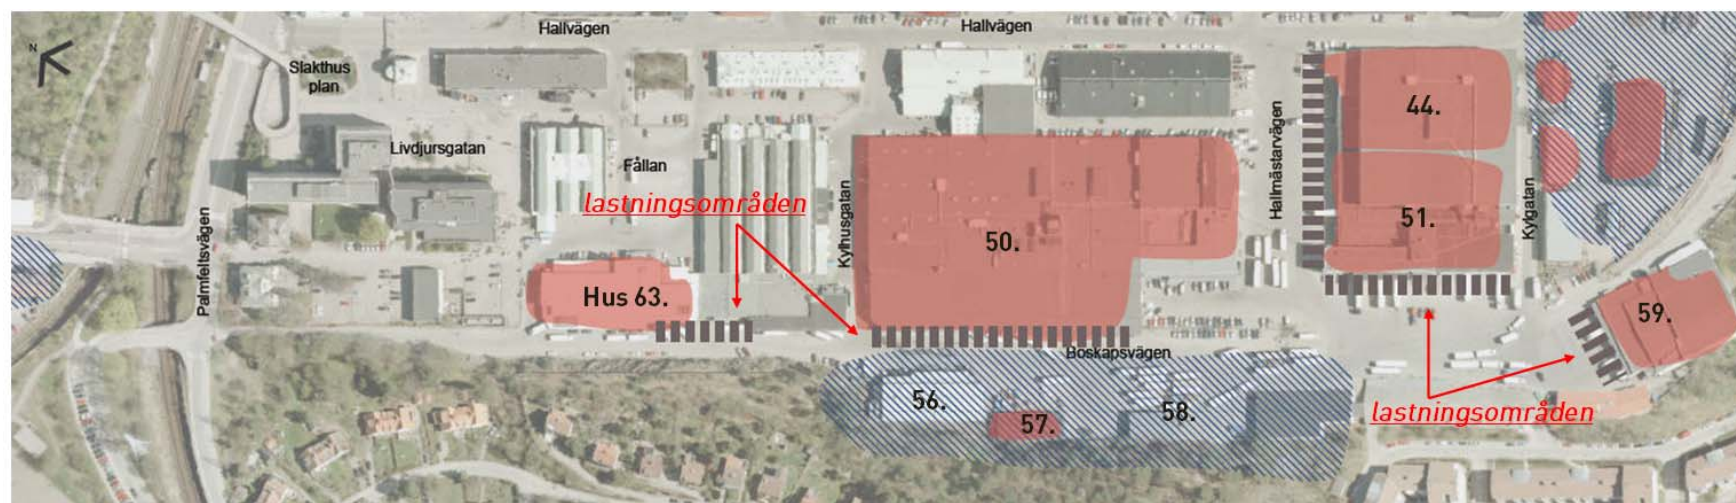 Hallvägen
Hallvägen
N
Slakthus
plan
Livdjursgatan
Fållan
lastningsområden
Palmfeltsvägen
Kylhusgatan
Hallmästarvägen
Kylgatan
44.
51.
50.
Hus 63.
59.
Boskapsvägen
56.
57.
58.
lastningsområden